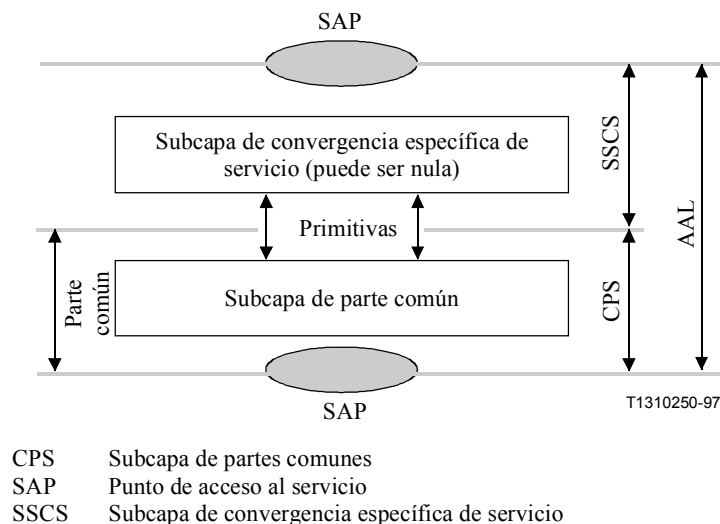 SAP
Subcapa de convergencia específica de
servicio (puede ser nula)
SSCS
Primitivas
AAL
Parte
común
Subcapa de parte común
CPS
SAP
T1310250-97
CPS Subcapa de partes comunes
SAP Punto de acceso al servicio
SSCS Subcapa de convergencia específica de servicio